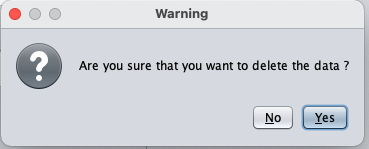 Warning
Are you sure that you want to delete the data ?
No Yes